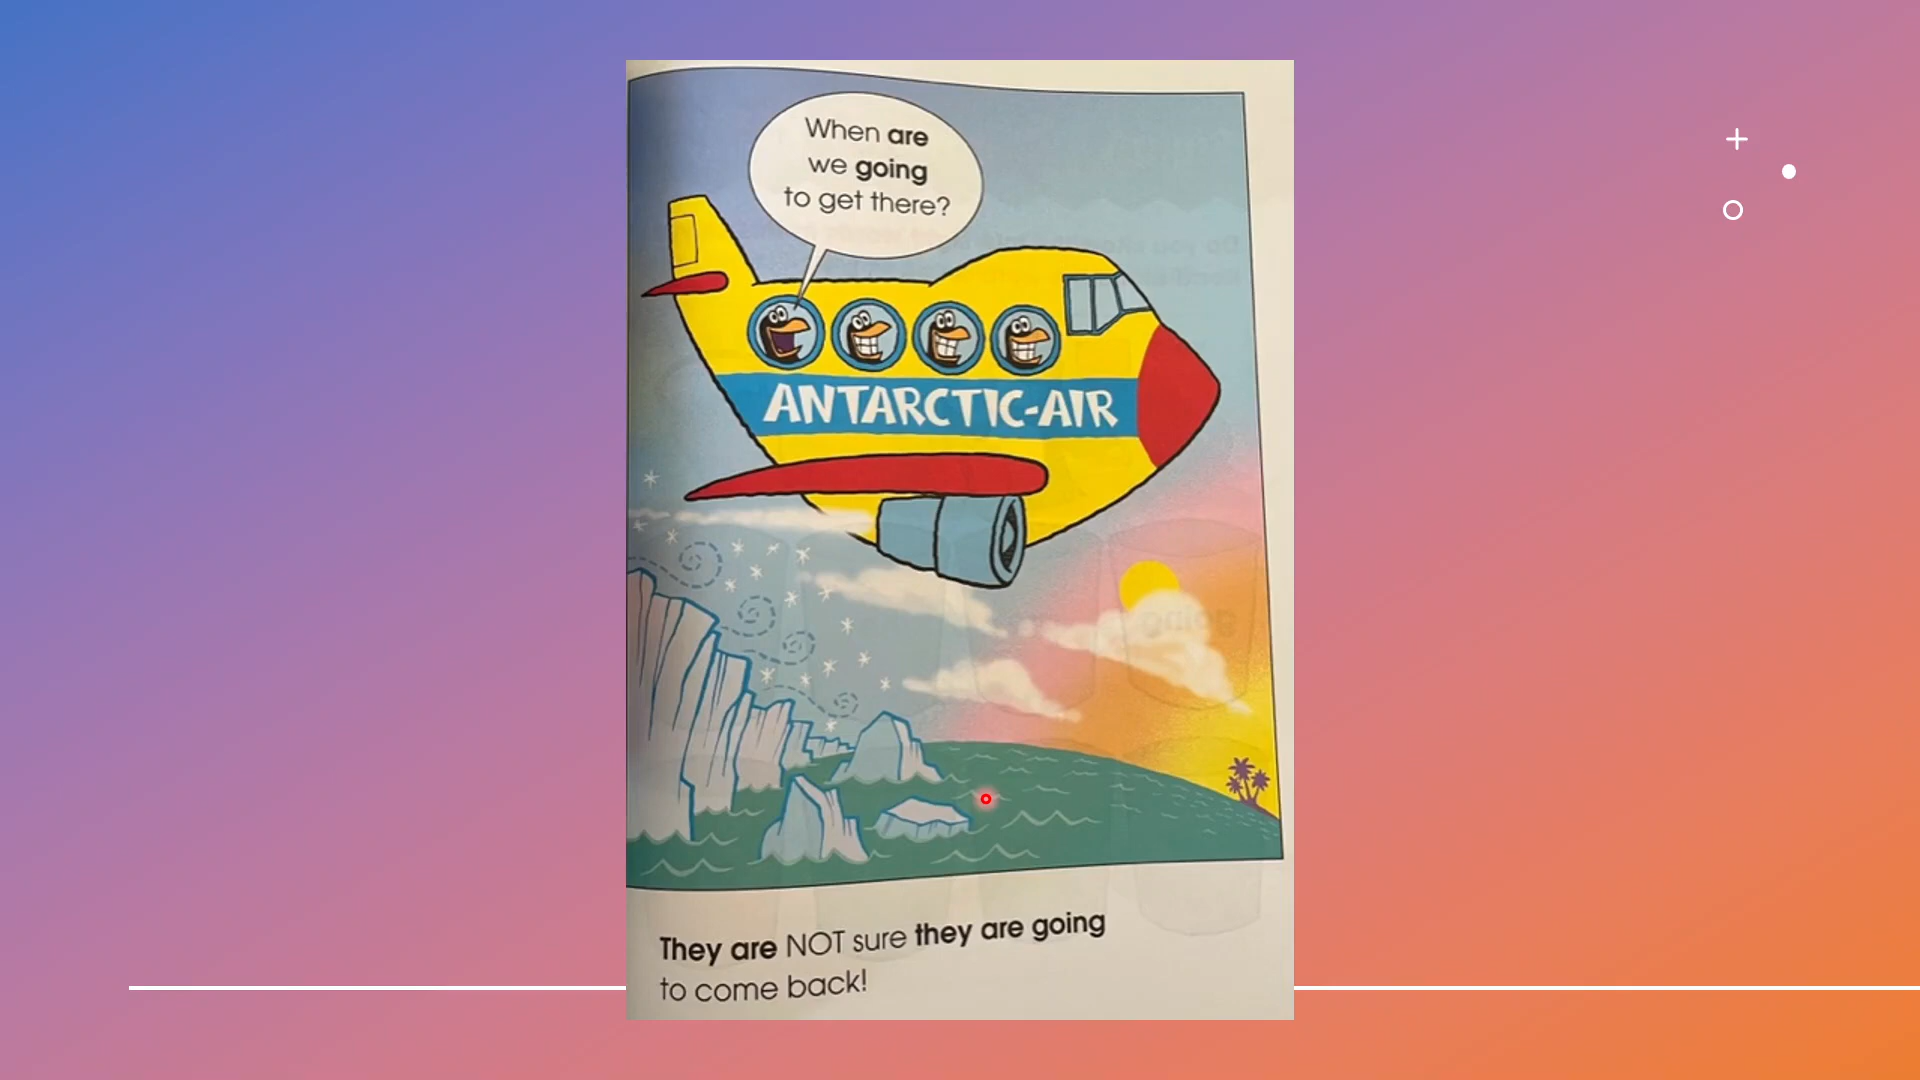 When are
we going
to get there?
ANTARCTIC-AIR
They are NOT sure they are going
to come back!